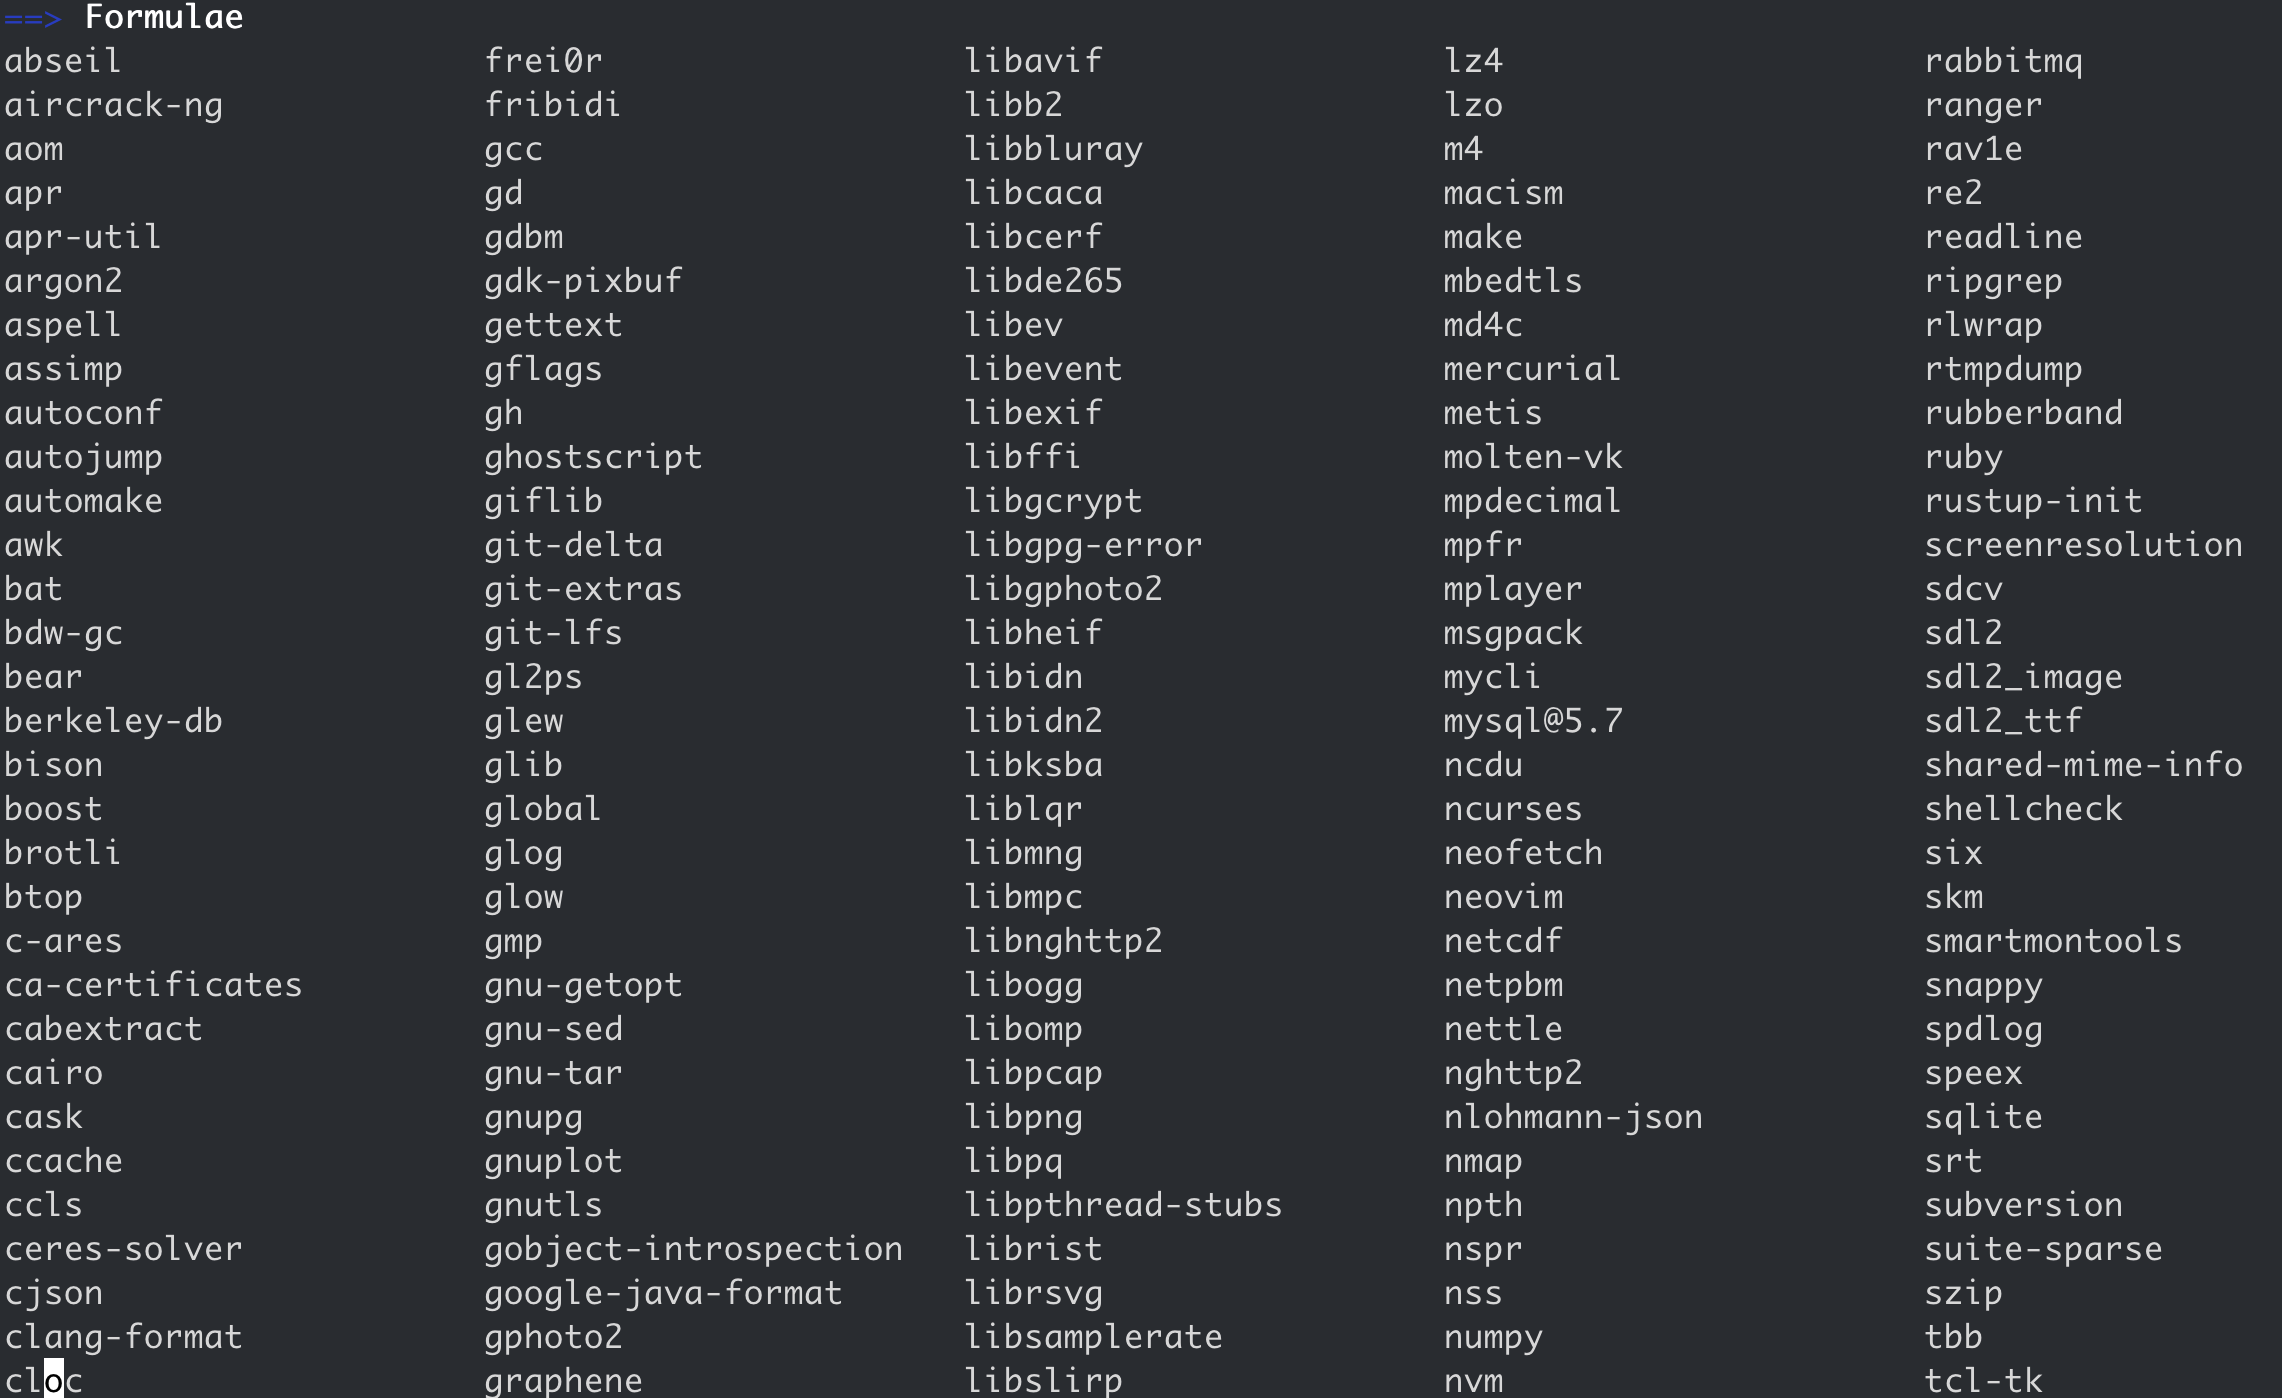 ==> Formulae
abseil frei0r libavif lz4 rabbitmq
aircrack-ng fribidi libb2 lzo ranger
aom gcc libbluray m4 rav1e
apr gd libcaca macism re2
apr-util gdbm libcerf make readline
argon2 gdk-pixbuf libde265 mbedtls ripgrep
aspell gettext libev md4c rlwrap
assimp gflags libevent mercurial rtmpdump
autoconf gh libexif metis rubberband
autojump ghostscript libffi molten-vk ruby
automake giflib libgcrypt mpdecimal rustup-init
awk git-delta libgpg-error mpfr screenresolution
bat git-extras libgphoto2 mplayer sdcv
bdw-gc git-lfs libheif msgpack sdl2
bear gl2ps libidn mycli sdl2_image
berkeley-db glew libidn2 mysql@5.7 sdl2_ttf
bison glib libksba ncdu shared-mime-info
boost global liblqr ncurses shellcheck
brotli glog libmng neofetch six
btop glow libmpc neovim skm
c-ares gmp libnghttp2 netcdf smartmontools
ca-certificates gnu-getopt libogg netpbm snappy
cabextract gnu-sed libomp nettle spdlog
cairo gnu-tar libpcap nghttp2 speex
cask gnupg libpng nlohmann-json sqlite
ccache gnuplot libpq nmap srt
ccls gnutls libpthread-stubs npth subversion
ceres-solver gobject-introspection librist nspr suite-sparse
cjson google-java-format librsvg nss szip
clang-format gphoto2 libsamplerate numpy tbb
cloc graphene libslirp nvm tcl-tk